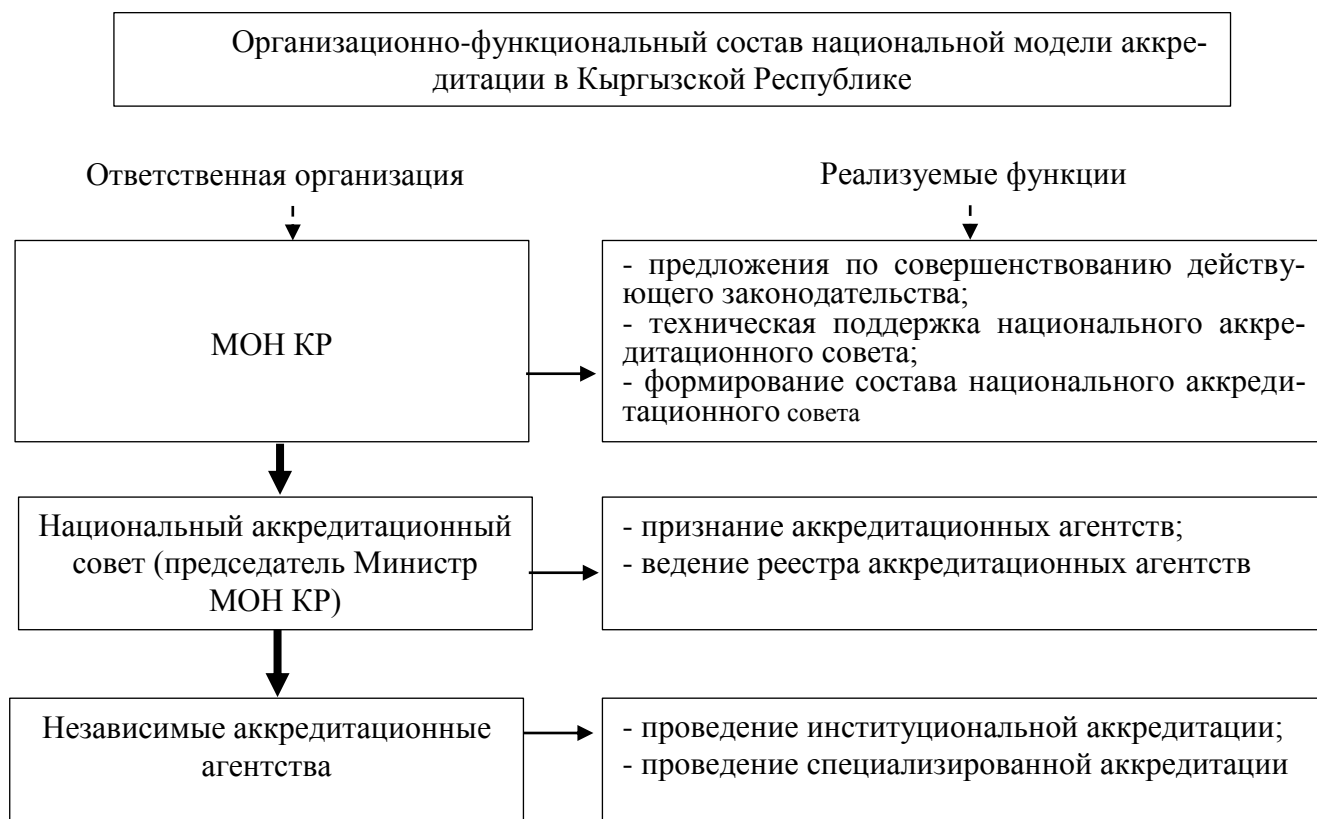 Организационно-функциональный состав национальной модели аккре-
дитации в Кыргызской Республике
Ответственная организация
Реализуемые функции
МОН КР
- предложения по совершенствованию действу-
ющего законодательства;
- техническая поддержка национального аккре-
дитационного совета;
- формирование состава национального аккреди-
тационного совета
Национальный аккредитационный
совет (председатель Министр
МОН КР)
- признание аккредитационных агентств;
- ведение реестра аккредитационных агентств
Независимые аккредитационные
агентства
- проведение институциональной аккредитации;
- проведение специализированной аккредитации